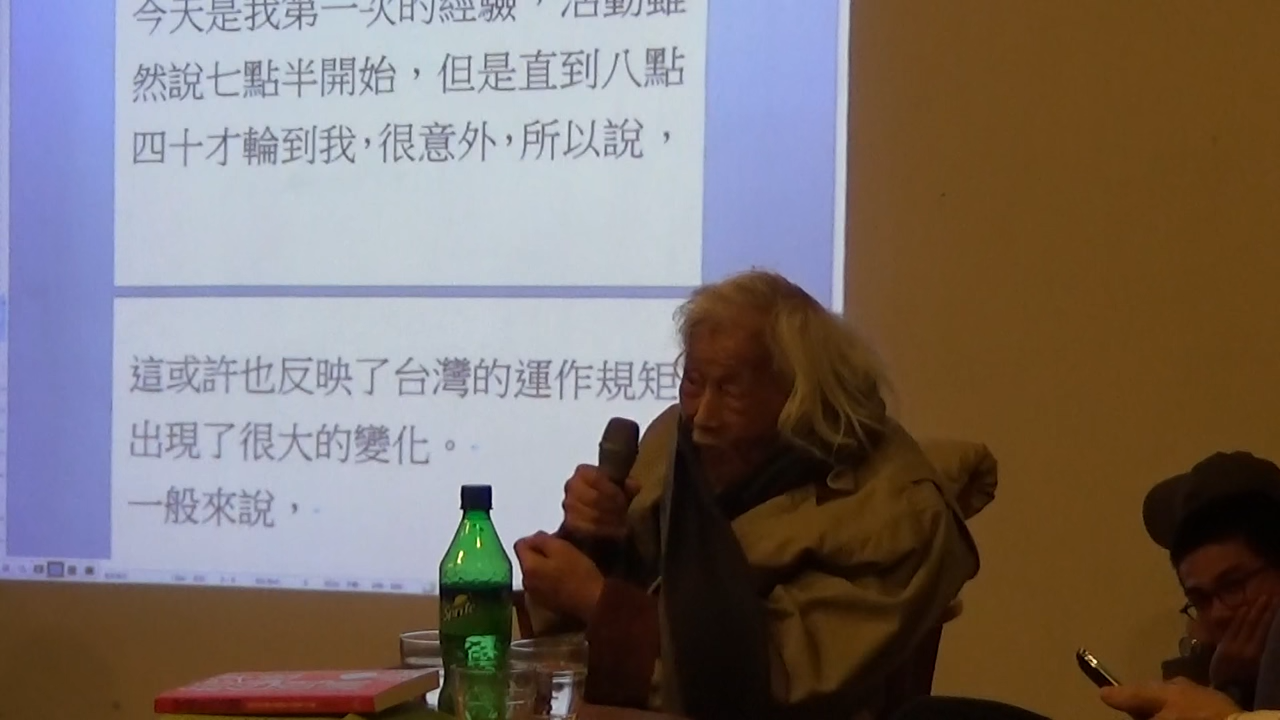 今天是我第一次的經驗，活動雖
然說七點半開始，但是直到八點
四十才輪到我，很意外，所以說，
這或許也反映了台灣的運作規矩
出現了很大的變化。
一般來說，
Sprite